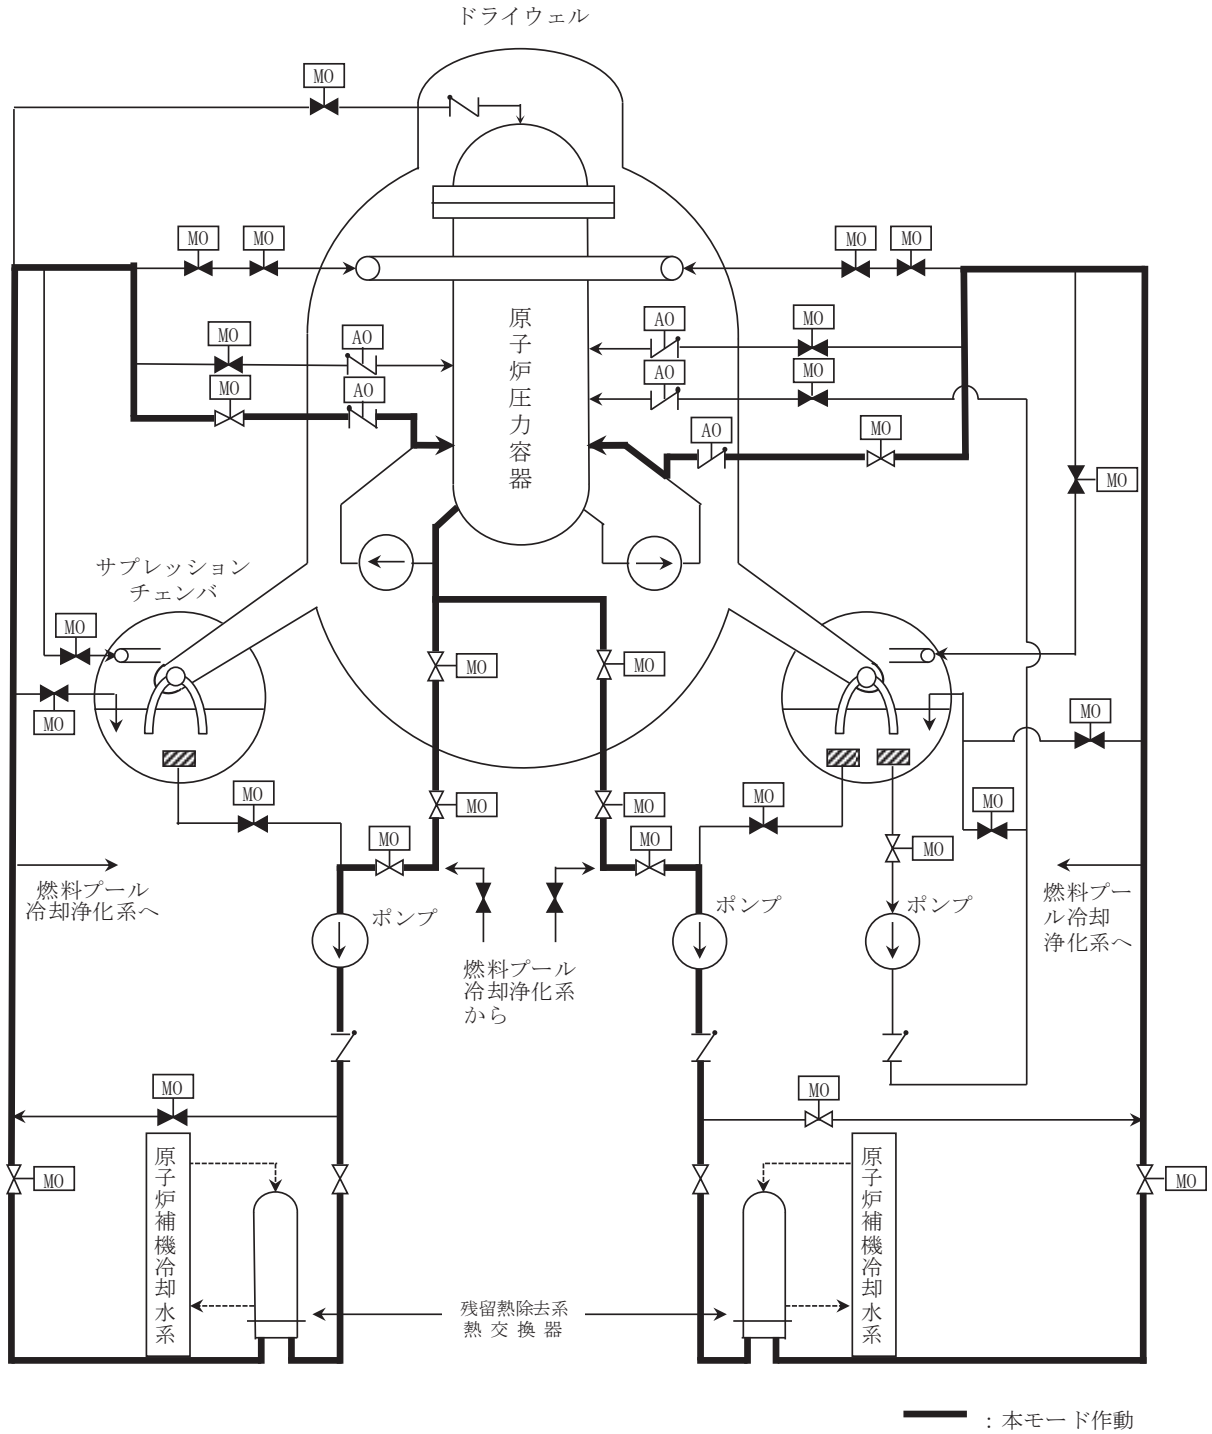 ドライウェル
MO
MO
MO
MO
MO
原子炉圧力容器
AO
MO
MO
AO
AO
MO
MO
AO
AO
MO
MO
サプレッション
チェンバ
MO
MO
MO
MO
MO
MO
MO
MO
MO
MO
MO
MO
MO
MO
燃料プール
冷却浄化系へ
ポンプ
ポンプ
ポンプ
燃料プー
ル冷却
浄化系へ
燃料プール
冷却浄化系
から
MO
MO
MO
MO
原子炉補機冷却水系
原子炉補機冷却水系
残留熱除去系
熱交換器
：本モード作動